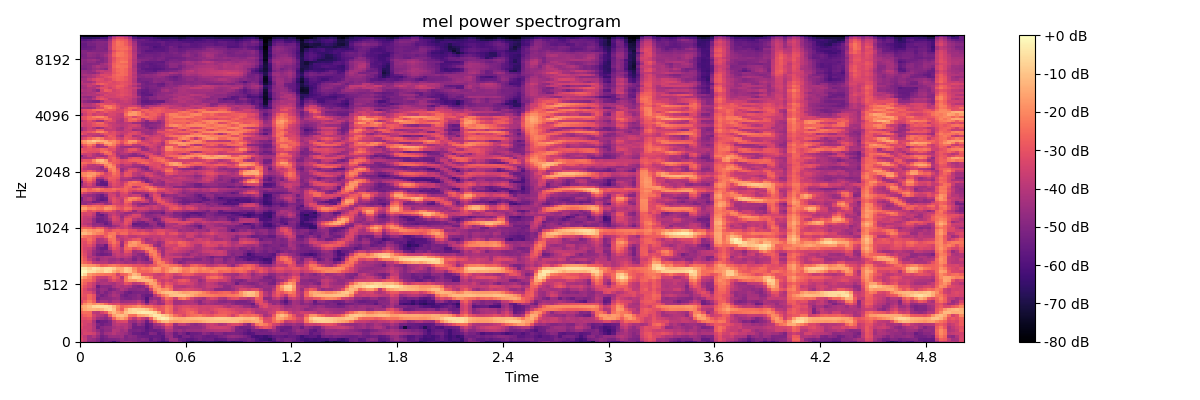 mel power spectrogram
8192
4096
2048
1024
512
0
Hz
0 0.6 1.2 1.8 2.4 3 3.6 4.2 4.8
Time
+0 dB
-10 dB
-20 dB
-30 dB
-40 dB
-50 dB
-60 dB
-70 dB
-80 dB